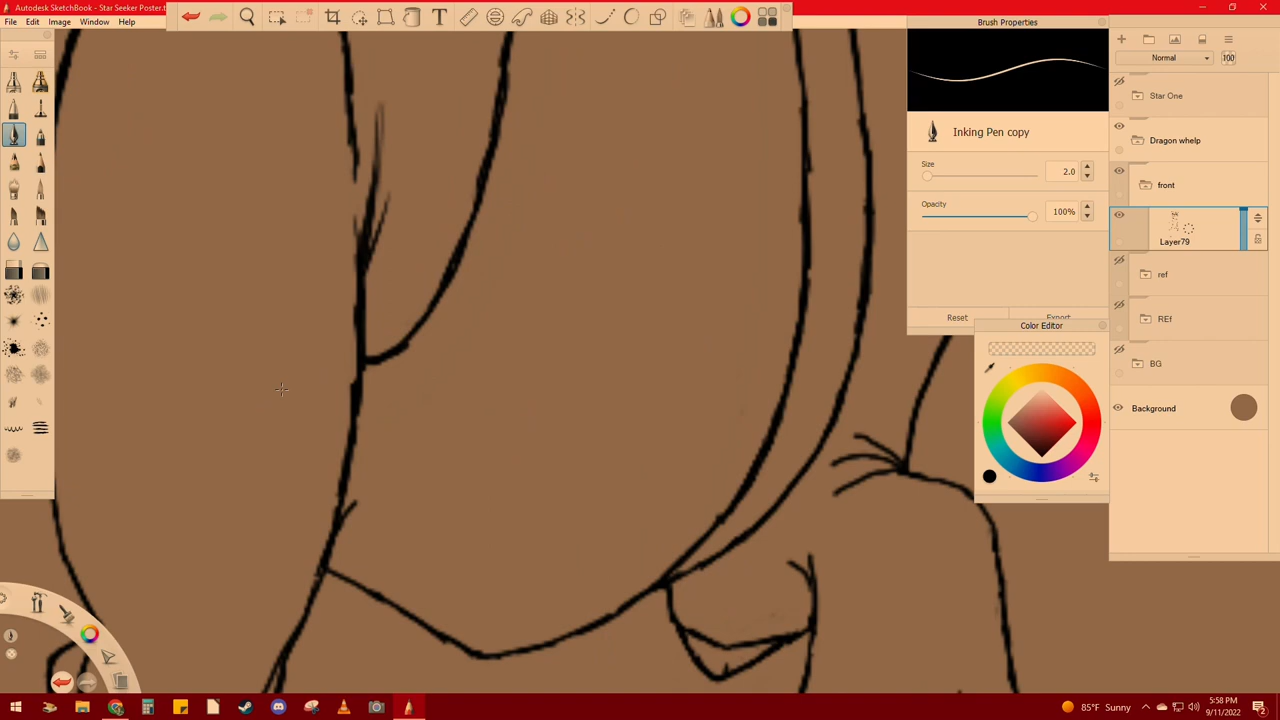 Autodesk SketchBook - Star Seeker Poster.t
File Edit Image Window Help
T
Brush Properties
Inking Pen copy
Size
2.0
Opacity
100%
Reset Export
Color Editor
Normal 100
Star One
Dragon whelp
front
Layer79
ref
REf
BG
Background
85°F Sunny
5:58 PM
9/11/2022
2